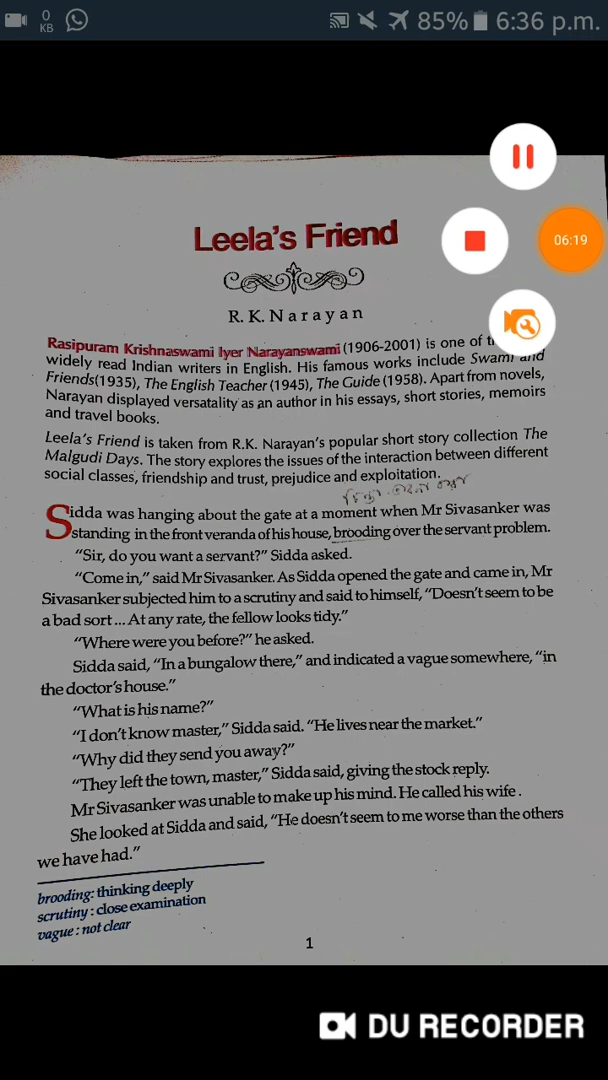 0
KB
85% 6:36 p.m.
Leela's Friend
06:19
R. K. Narayan
Rasipuram Krishnaswami Iyer Narayanswami (1906-2001) is one of
widely read Indian writers in English. His famous works include Swami and
Friends(1935), The English Teacher (1945), The Guide (1958). Apart from novels,
Narayan displayed versatality as an author in his essays, short stories, memoirs
and travel books.
Leela's Friend is taken from R.K. Narayan's popular short story collection The
Malgudi Days. The story explores the issues of the interaction between different
social classes, friendship and trust, prejudice and exploitation.
Sidda was hanging about the gate at a moment when Mr Sivasanker was
standing in the front veranda of his house, brooding over the servant problem.
"Sir, do you want a servant?" Sidda asked.
"Come in," said Mr Sivasanker. As Sidda opened the gate and came in, Mr
Sivasanker subjected him to a scrutiny and said to himself, "Doesn't seem to be
a bad sort ... At any rate, the fellow looks tidy."
"Where were you before?" he asked.
Sidda said, "In a bungalow there," and indicated a vague somewhere, "in
the doctor's house."
"What is his name?"
"I don't know master," Sidda said. "He lives near the market."
"Why did they send you away?"
"They left the town, master," Sidda said, giving the stock reply.
Mr Sivasanker was unable to make up his mind. He called his wife .
She looked at Sidda and said, "He doesn't seem to me worse than the others
we have had."
brooding: thinking deeply
scrutiny : close examination
vague : not clear
1
DU RECORDER